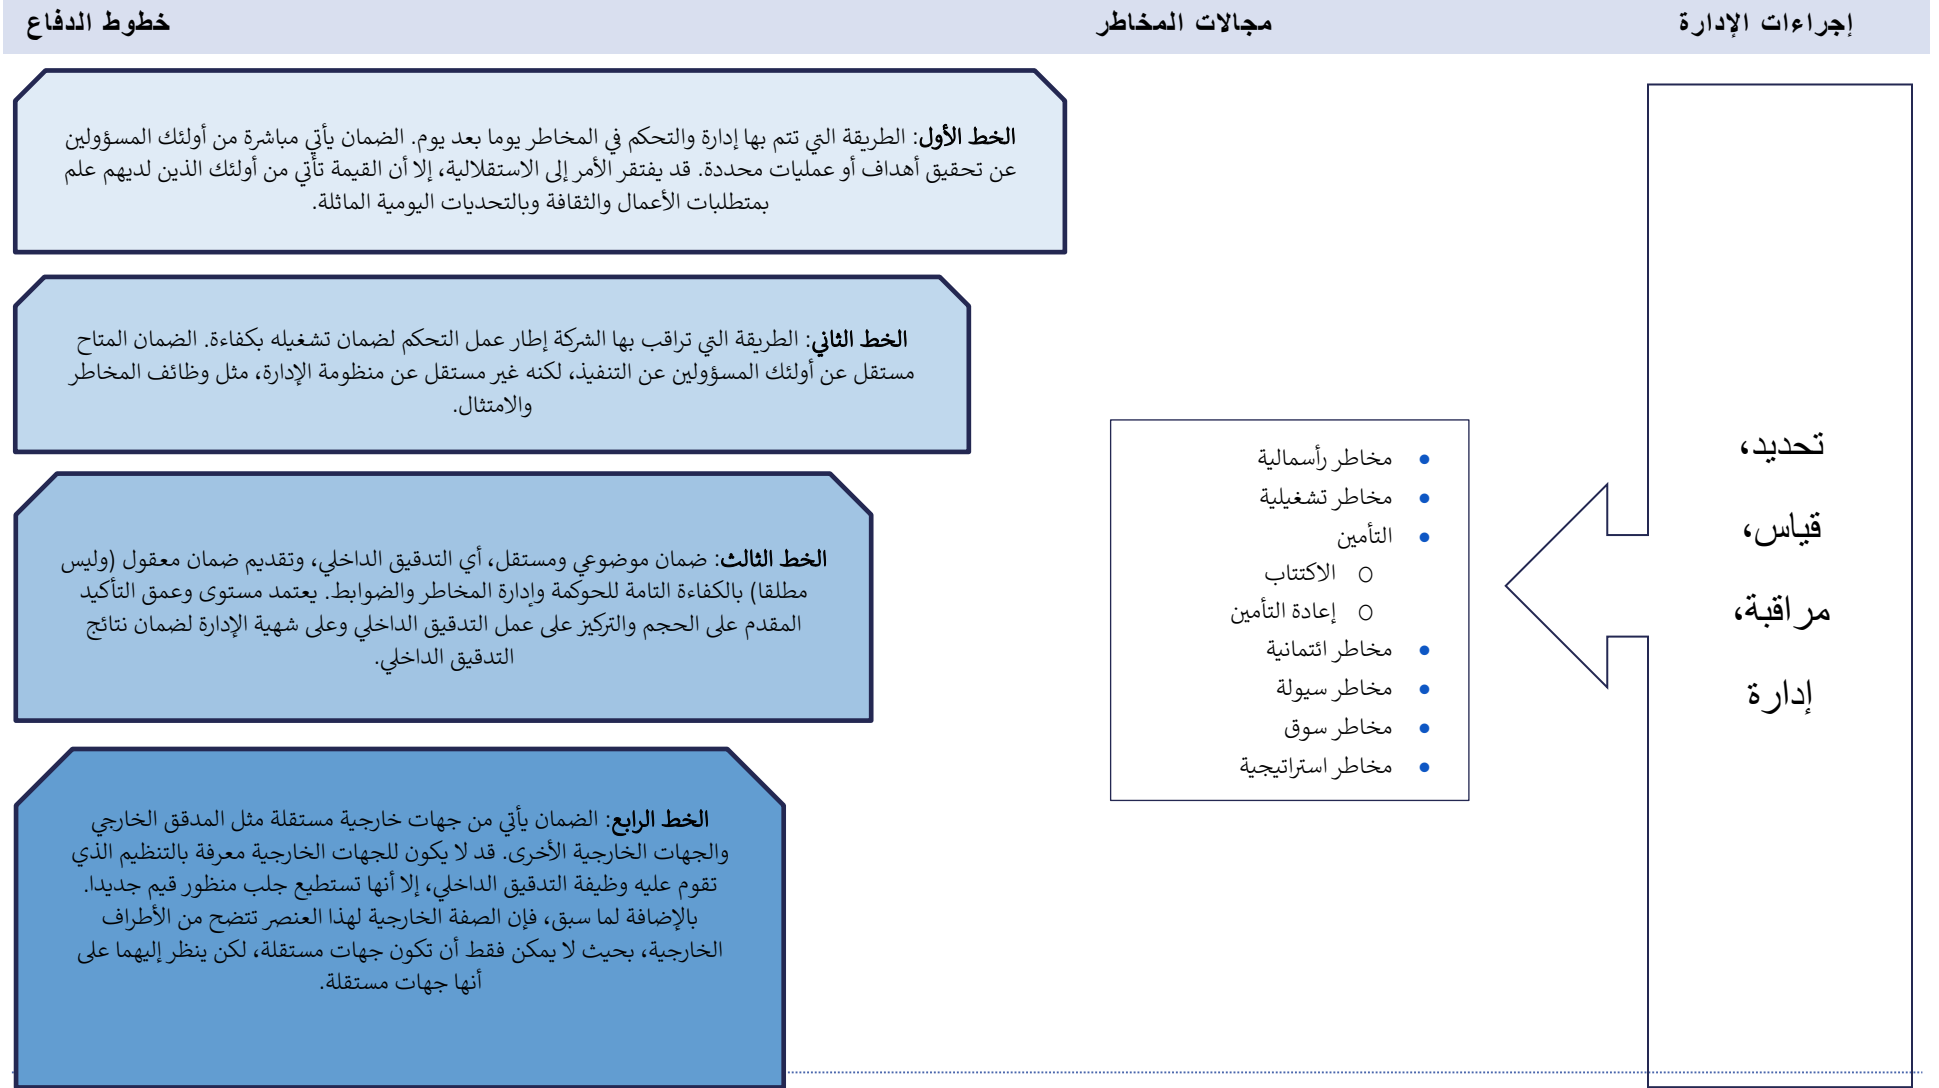 إجراءات الإدارة
مجالات المخاطر
خطوط الدفاع
تحديد،
قياس،
مراقبة،
إدارة
● مخاطر رأسمالية
● مخاطر تشغيلية
● التأمين
○ الاكتتاب
○ إعادة التأمين
● مخاطر ائتمانية
● مخاطر سيولة
● مخاطر سوق
● مخاطر استراتيجية
الخط الأول: الطريقة التي تتم بها إدارة والتحكم في المخاطر يوما بعد يوم. الضمان يأتي مباشرة من أولئك المسؤولين
عن تحقيق أهداف أو عمليات محددة. قد يفتقر الأمر إلى الاستقلالية، إلا أن القيمة تأتي من أولئك الذين لديهم علم
بمتطلبات الأعمال والثقافة وبالتحديات اليومية الماثلة.
الخط الثاني: الطريقة التي تراقب بها الشركة إطار عمل التحكم لضمان تشغيله بكفاءة. الضمان المتاح
مستقل عن أولئك المسؤولين عن التنفيذ، لكنه غير مستقل عن منظومة الإدارة، مثل وظائف المخاطر
والامتثال.
الخط الثالث: ضمان موضوعي ومستقل، أي التدقيق الداخلي، وتقديم ضمان معقول (وليس
مطلقا) بالكفاءة التامة للحوكمة وإدارة المخاطر والضوابط. يعتمد مستوى وعمق التأكيد
المقدم على الحجم والتركيز على عمل التدقيق الداخلي وعلى شهية الإدارة لضمان نتائج
التدقيق الداخلي.
الخط الرابع: الضمان يأتي من جهات خارجية مستقلة مثل المدقق الخارجي
والجهات الخارجية الأخرى. قد لا يكون للجهات الخارجية معرفة بالتنظيم الذي
تقوم عليه وظيفة التدقيق الداخلي، إلا أنها تستطيع جلب منظور قيم جديدا.
بالإضافة لما سبق، فإن الصفة الخارجية لهذا العنصر تتضح من الأطراف
الخارجية، بحيث لا يمكن فقط أن تكون جهات مستقلة، لكن ينظر إليهما على
أنها جهات مستقلة.